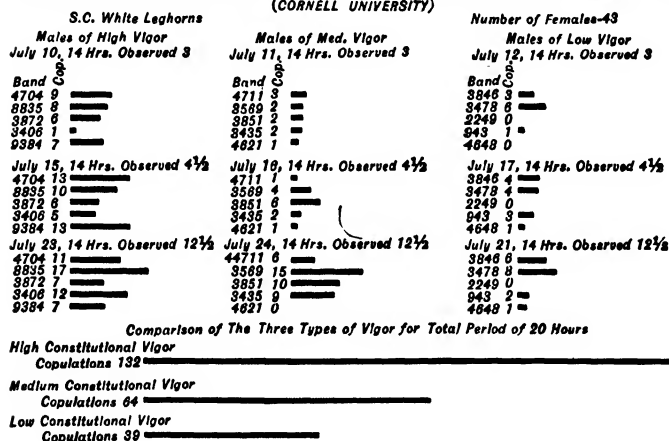 (CORNELL UNIVERSITY)
S.C. White Leghorns
Number of Females-43
Males of High Vigor
July 10, 14 Hrs. Observed 3
Band Cop.
4704 9
8835 8
3872 6
3406 1
9384 7
July 15, 14 Hrs. Observed 4½
4704 13
8835 10
3872 6
3406 5
9384 13
July 23, 14 Hrs. Observed 12½
4704 11
8835 17
3872 7
3406 12
9384 7
Males of Med. Vigor
July 11, 14 Hrs. Observed 3
Band Cop.
4711 3
3569 2
3851 2
3435 2
4621 1
July 16, 14 Hrs. Observed 4½
4711 1
3569 4
3851 6
3435 2
4621 1
July 24, 14 Hrs. Observed 12½
44711 6
3569 15
3851 10
3435 9
4621 0
Males of Low Vigor
July 12, 14 Hrs. Observed 3
Band Cop.
3846 3
3478 6
2249 0
943 1
4648 0
July 17, 14 Hrs. Observed 4½
3846 4
3478 4
2249 0
943 3
4648 1
July 21, 14 Hrs. Observed 12½
3846 6
3478 8
2249 0
943 2
4648 1
Comparison of The Three Types of Vigor for Total Period of 20 Hours
High Constitutional Vigor
Copulations 132
Medium Constitutional Vigor
Copulations 64
Low Constitutional Vigor
Copulations 39